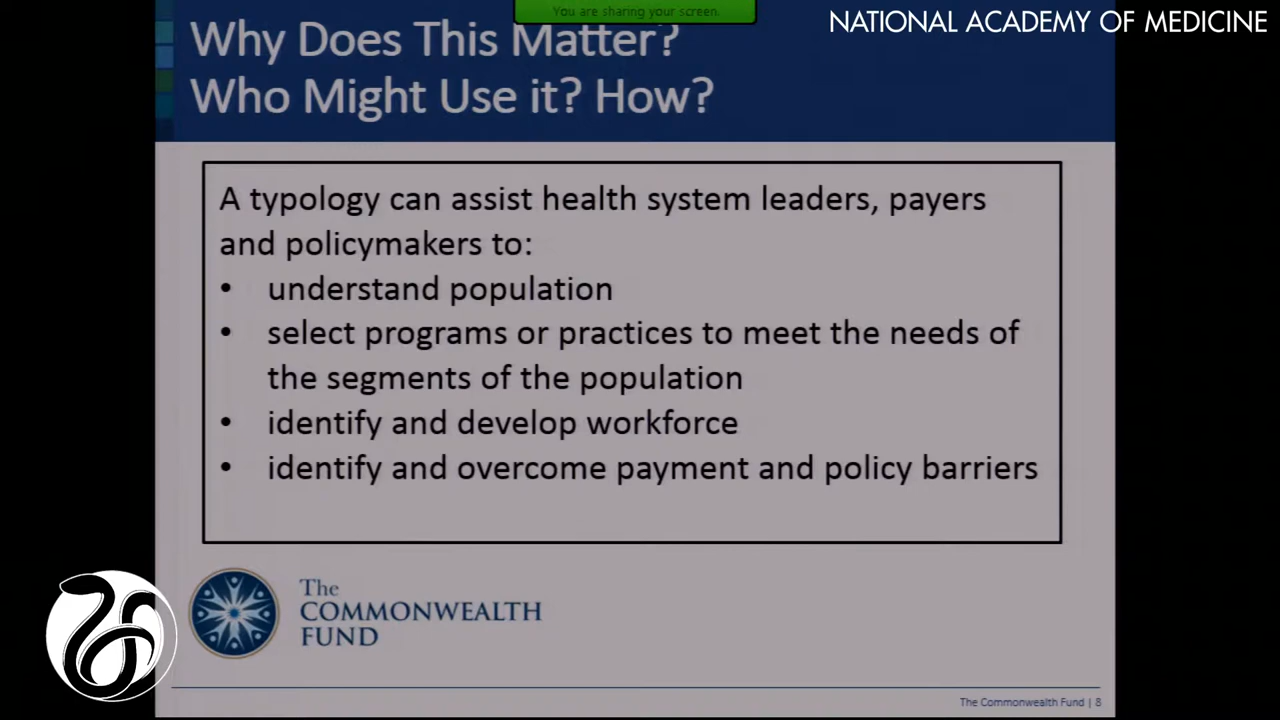 You are sharing your screen.
NATIONAL ACADEMY OF MEDICINE
Why Does This Matter?
Who Might Use it? How?
A typology can assist health system leaders, payers
and policymakers to:
• understand population
• select programs or practices to meet the needs of
the segments of the population
• identify and develop workforce
• identify and overcome payment and policy barriers
The
COMMONWEALTH
FUND
The Commonwealth Fund | 8